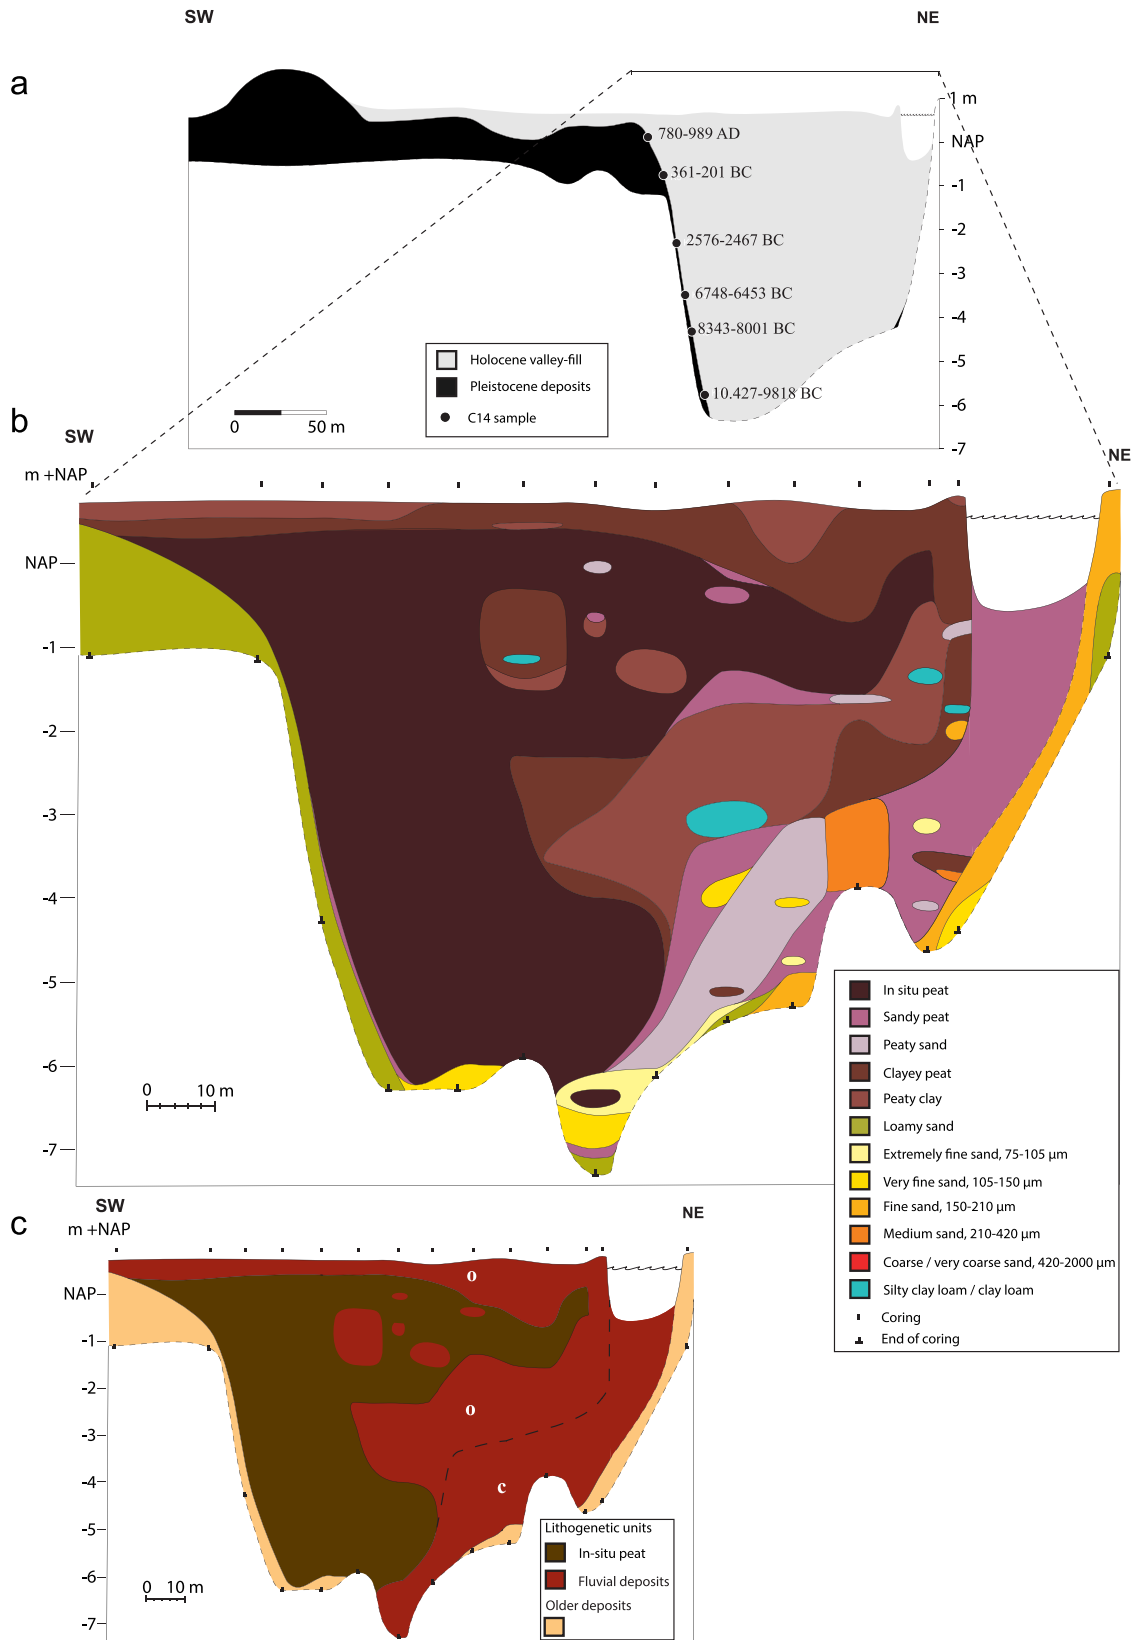 SW
NE
a
1 m
NAP
-1
-2
-3
-4
-5
-6
-7
780-989 AD
361-201 BC
2576-2467 BC
6748-6453 BC
8343-8001 BC
10.427-9818 BC
Holocene valley-fill
Pleistocene deposits
C14 sample
0 50 m
b
SW
NE
m +NAP
NAP
-1
-2
-3
-4
-5
-6
-7
0 10 m
In situ peat
Sandy peat
Peaty sand
Clayey peat
Peaty clay
Loamy sand
Extremely fine sand, 75-105 µm
Very fine sand, 105-150 µm
Fine sand, 150-210 µm
Medium sand, 210-420 µm
Coarse / very coarse sand, 420-2000 µm
Silty clay loam / clay loam
Coring
End of coring
c
SW
NE
m +NAP
NAP
-1
-2
-3
-4
-5
-6
-7
o
o
c
0 10 m
Lithogenetic units
In-situ peat
Fluvial deposits
Older deposits